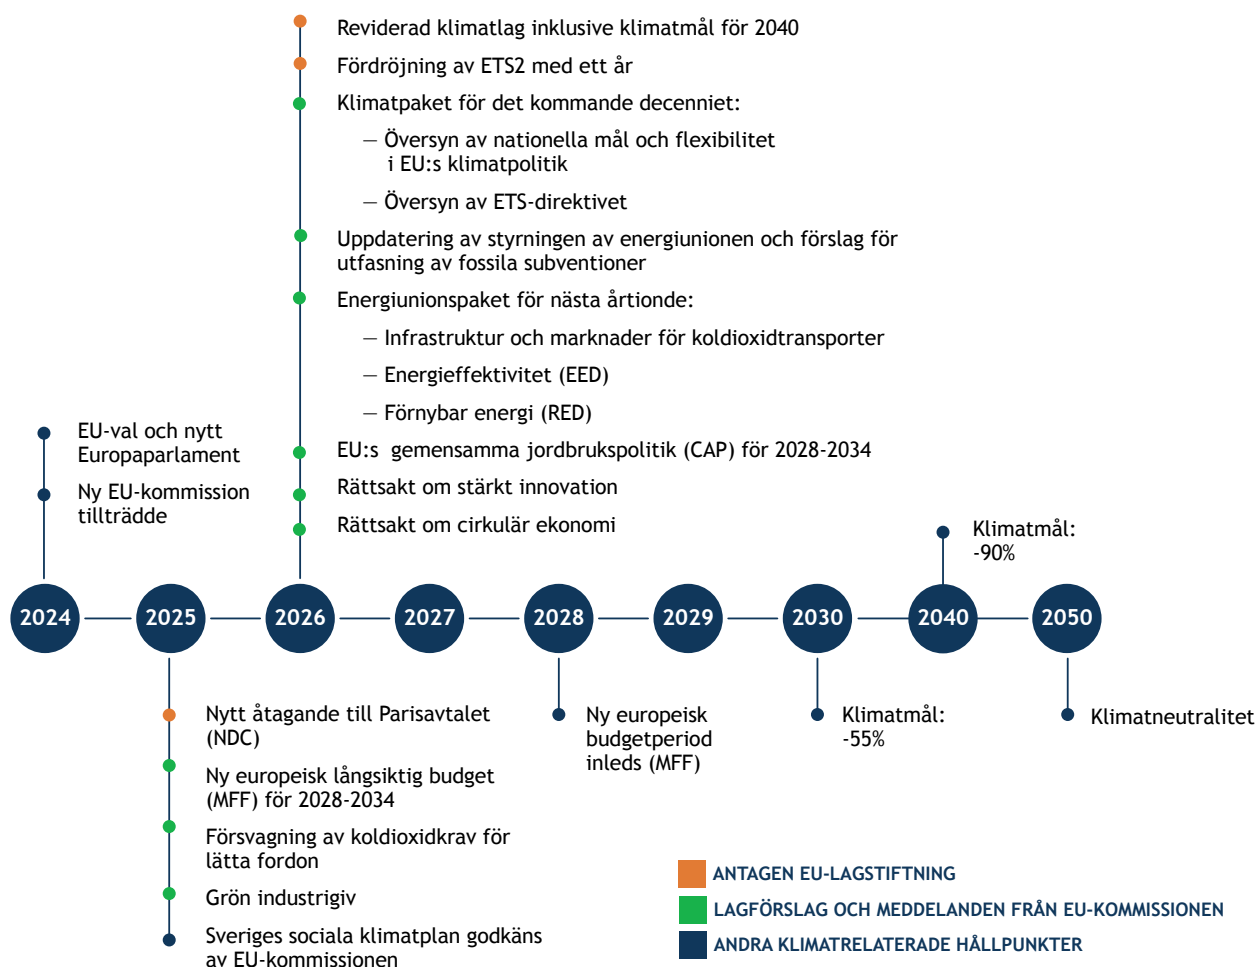 Reviderad klimatlag inklusive klimatmål för 2040
Fördröjning av ETS2 med ett år
Klimatpaket för det kommande decenniet:
— Översyn av nationella mål och flexibilitet
i EU:s klimatpolitik
— Översyn av ETS-direktivet
Uppdatering av styrningen av energiunionen och förslag för
utfasning av fossila subventioner
Energiunionspaket för nästa årtionde:
— Infrastruktur och marknader för koldioxidtransporter
— Energieffektivitet (EED)
— Förnybar energi (RED)
EU:s gemensamma jordbrukspolitik (CAP) för 2028-2034
Rättsakt om stärkt innovation
Rättsakt om cirkulär ekonomi
EU-val och nytt
Europaparlament
Ny EU-kommission
tillträdde
Klimatmål:
-90%
2024
2025
2026
2027
2028
2029
2030
2040
2050
Nytt åtagande till Parisavtalet
(NDC)
Ny europeisk långsiktig budget
(MFF) för 2028-2034
Försvagning av koldioxidkrav för
lätta fordon
Grön industrigiv
Sveriges sociala klimatplan godkäns
av EU-kommissionen
Ny europeisk
budgetperiod
inleds (MFF)
Klimatmål:
-55%
Klimatneutralitet
ANTAGEN EU-LAGSTIFTNING
LAGFÖRSLAG OCH MEDDELANDEN FRÅN EU-KOMMISSIONEN
ANDRA KLIMATRELATERADE HÅLLPUNKTER